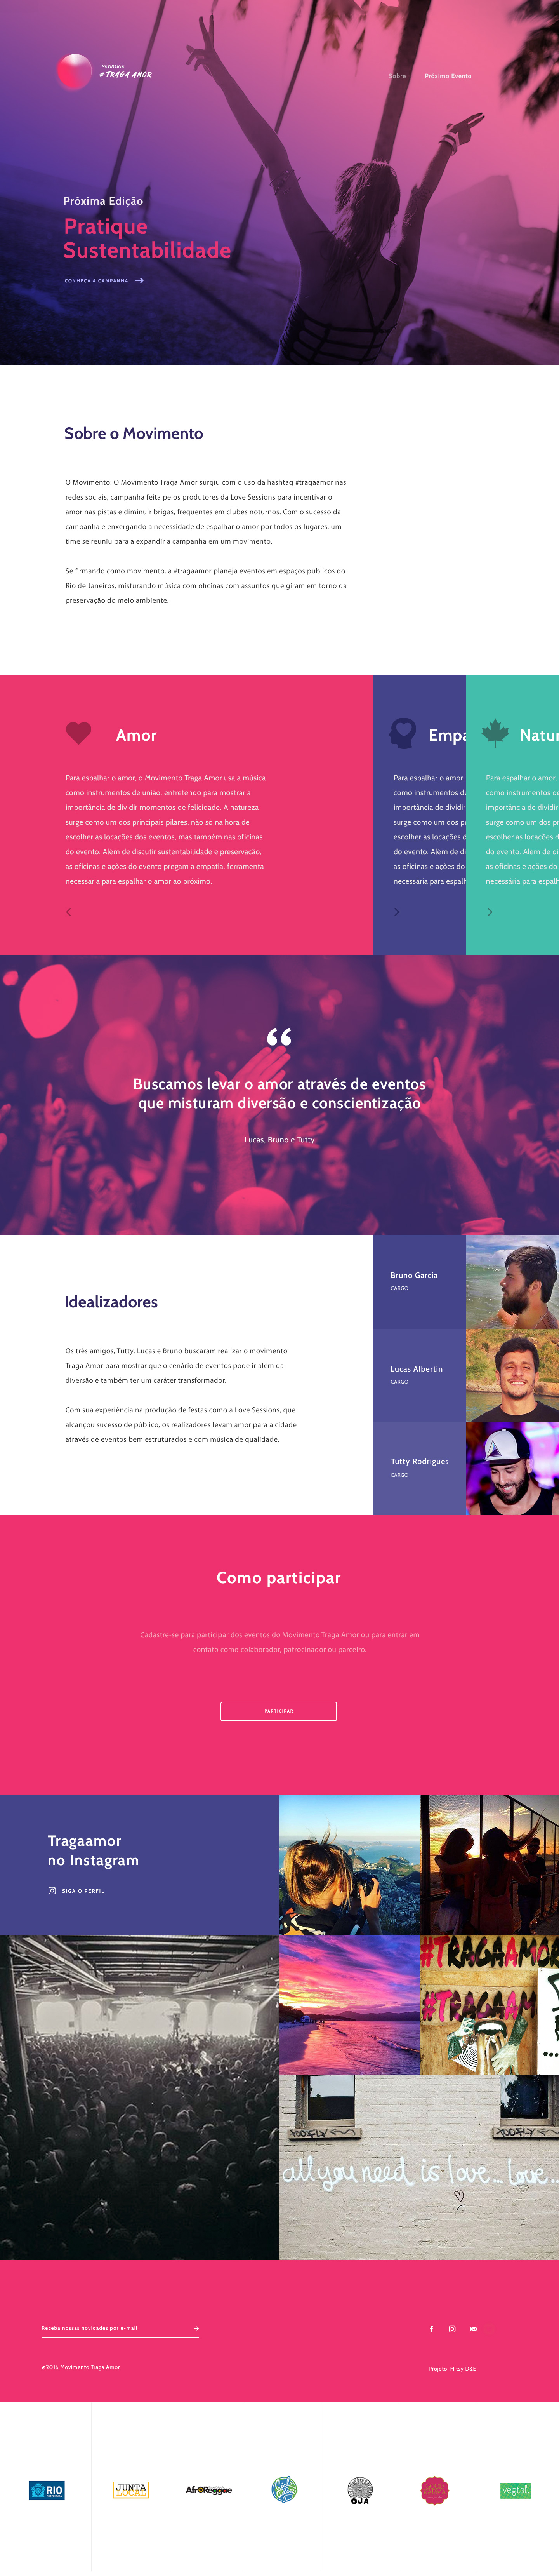 MOVIMENTO
#TRAGA AMOR
Sobre
Próximo Evento
Próxima Edição
Pratique
Sustentabilidade
CONHEÇA A CAMPANHA
Sobre o Movimento
O Movimento: O Movimento Traga Amor surgiu com o uso da hashtag #tragaamor nas
redes sociais, campanha feita pelos produtores da Love Sessions para incentivar o
amor nas pistas e diminuir brigas, frequentes em clubes noturnos. Com o sucesso da
campanha e enxergando a necessidade de espalhar o amor por todos os lugares, um
time se reuniu para a expandir a campanha em um movimento.
Se firmando como movimento, a #tragaamor planeja eventos em espaços públicos do
Rio de Janeiros, misturando música com oficinas com assuntos que giram em torno da
preservação do meio ambiente.
Amor
Para espalhar o amor, o Movimento Traga Amor usa a música
como instrumentos de união, entretendo para mostrar a
importância de dividir momentos de felicidade. A natureza
surge como um dos principais pilares, não só na hora de
escolher as locações dos eventos, mas também nas oficinas
do evento. Além de discutir sustentabilidade e preservação,
as oficinas e ações do evento pregam a empatia, ferramenta
necessária para espalhar o amor ao próximo.
Empa
Para espalhar o amor,
como instrumentos de
importância de dividir
surge como um dos p
escolher as locações d
do evento. Além de di
as oficinas e ações do
necessária para espalh
Natur
Para espalhar o amor,
como instrumentos d
importância de dividir
surge como um dos p
escolher as locações
do evento. Além de d
as oficinas e ações do
necessária para espalh
“
Buscamos levar o amor através de eventos
que misturam diversão e conscientização
Lucas, Bruno e Tutty
Idealizadores
Os três amigos, Tutty, Lucas e Bruno buscaram realizar o movimento
Traga Amor para mostrar que o cenário de eventos pode ir além da
diversão e também ter um caráter transformador.
Com sua experiência na produção de festas como a Love Sessions, que
alcançou sucesso de público, os realizadores levam amor para a cidade
através de eventos bem estruturados e com música de qualidade.
Bruno Garcia
CARGO
Lucas Albertin
CARGO
Tutty Rodrigues
CARGO
Como participar
Cadastre-se para participar dos eventos do Movimento Traga Amor ou para entrar em
contato como colaborador, patrocinador ou parceiro.
PARTICIPAR
Tragaamor
no Instagram
SIGA O PERFIL
#TRAGAAMOR
#TRAGAAM
all you need is love... love..
Receba nossas novidades por e-mail
@2016 Movimento Traga Amor
Projeto Hitsy D&E
RIO
JUNTA
LOCAL
AfroReggae
OJA
vegtaf.